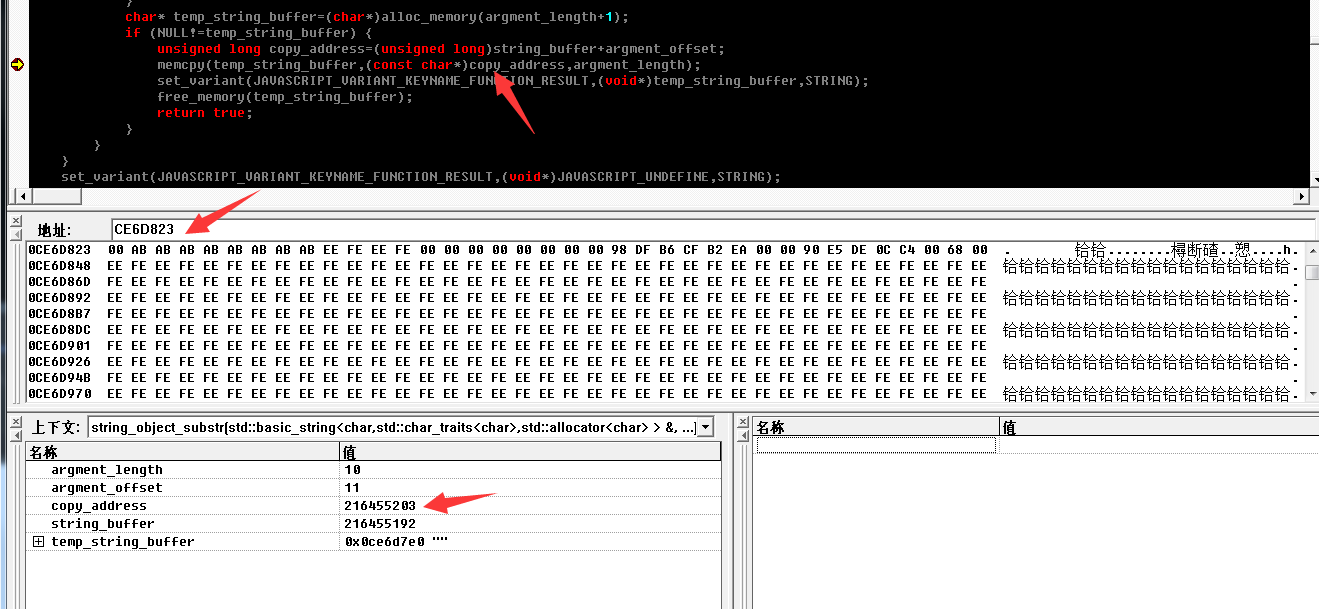 }
char* temp_string_buffer=(char*)alloc_memory(argment_length+1);
if (NULL!=temp_string_buffer) {
unsigned long copy_address=(unsigned long)string_buffer+argment_offset;
memcpy(temp_string_buffer,(const char*)copy_address,argment_length);
set_variant(JAVASCRIPT_VARIANT_KEYNAME_FUNCTION_RESULT,(void*)temp_string_buffer,STRING);
free_memory(temp_string_buffer);
return true;
}
}
}
set_variant(JAVASCRIPT_VARIANT_KEYNAME_FUNCTION_RESULT,(void*)JAVASCRIPT_UNDEFINE,STRING);
地址: CE6D823
0CE6D823 00 AB AB AB AB AB AB AB AB EE FE EE FE 00 00 00 00 00 00 00 00 98 DF B6 CF B2 EA 00 00 90 E5 DE 0C C4 00 68 00
0CE6D848 EE FE EE FE EE FE EE FE EE FE EE FE EE FE EE FE EE FE EE FE EE FE EE FE EE FE EE FE EE FE EE FE EE FE EE FE EE 铪铪铪铪铪铪铪铪铪铪铪铪铪铪铪铪铪铪.
0CE6D86D FE EE FE EE FE EE FE EE FE EE FE EE FE EE FE EE FE EE FE EE FE EE FE EE FE EE FE EE FE EE FE EE FE EE FE EE FE .
0CE6D892 EE FE EE FE EE FE EE FE EE FE EE FE EE FE EE FE EE FE EE FE EE FE EE FE EE FE EE FE EE FE EE FE EE FE EE FE EE 铪铪铪铪铪铪铪铪铪铪铪铪铪铪铪铪铪铪.
0CE6D8B7 FE EE FE EE FE EE FE EE FE EE FE EE FE EE FE EE FE EE FE EE FE EE FE EE FE EE FE EE FE EE FE EE FE EE FE EE FE .
0CE6D8DC EE FE EE FE EE FE EE FE EE FE EE FE EE FE EE FE EE FE EE FE EE FE EE FE EE FE EE FE EE FE EE FE EE FE EE FE EE 铪铪铪铪铪铪铪铪铪铪铪铪铪铪铪铪铪铪.
0CE6D901 FE EE FE EE FE EE FE EE FE EE FE EE FE EE FE EE FE EE FE EE FE EE FE EE FE EE FE EE FE EE FE EE FE EE FE EE FE .
0CE6D926 EE FE EE FE EE FE EE FE EE FE EE FE EE FE EE FE EE FE EE FE EE FE EE FE EE FE EE FE EE FE EE FE EE FE EE FE EE 铪铪铪铪铪铪铪铪铪铪铪铪铪铪铪铪铪铪.
0CE6D94B FE EE FE EE FE EE FE EE FE EE FE EE FE EE FE EE FE EE FE EE FE EE FE EE FE EE FE EE FE EE FE EE FE EE FE EE FE .
0CE6D970 EE FE EE FE EE FE EE FE EE FE EE FE EE FE EE FE EE FE EE FE EE FE EE FE EE FE EE FE EE FE EE FE EE FE EE FE EE 铪铪铪铪铪铪铪铪铪铪铪铪铪铪铪铪铪铪.
上下文: string_object_substr(std::basic_string<char,std::char_traits<char>,std::allocator<char> > &, ...)
名称 值
argment_length 10
argment_offset 11
copy_address 216455203
string_buffer 216455192
temp_string_buffer 0x0ce6d7e0 ""
名称 值